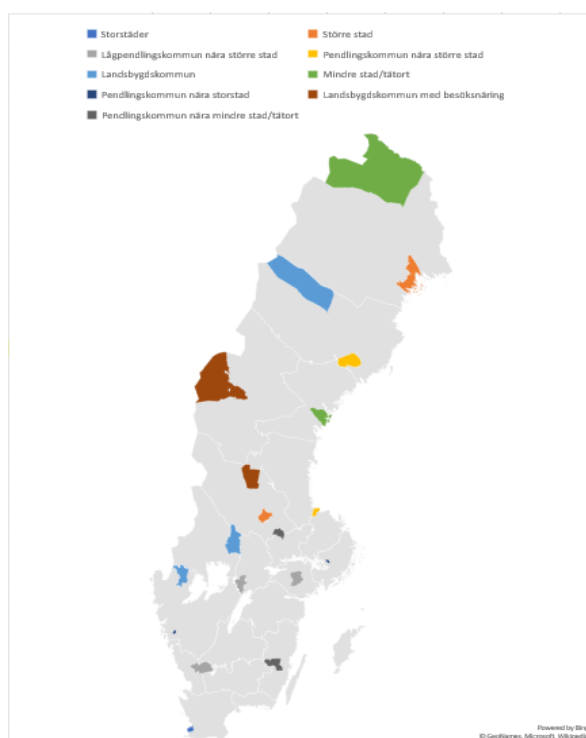 Storstäder
Större stad
Lågpendlingskommun nära större stad
Pendlingskommun nära större stad
Landsbygdskommun
Mindre stad/tätort
Pendlingskommun nära storstad
Landsbygdskommun med besöksnäring
Pendlingskommun nära mindre stad/tätort
Powered by Bing
© GeoNames, Microsoft, Wikipedia